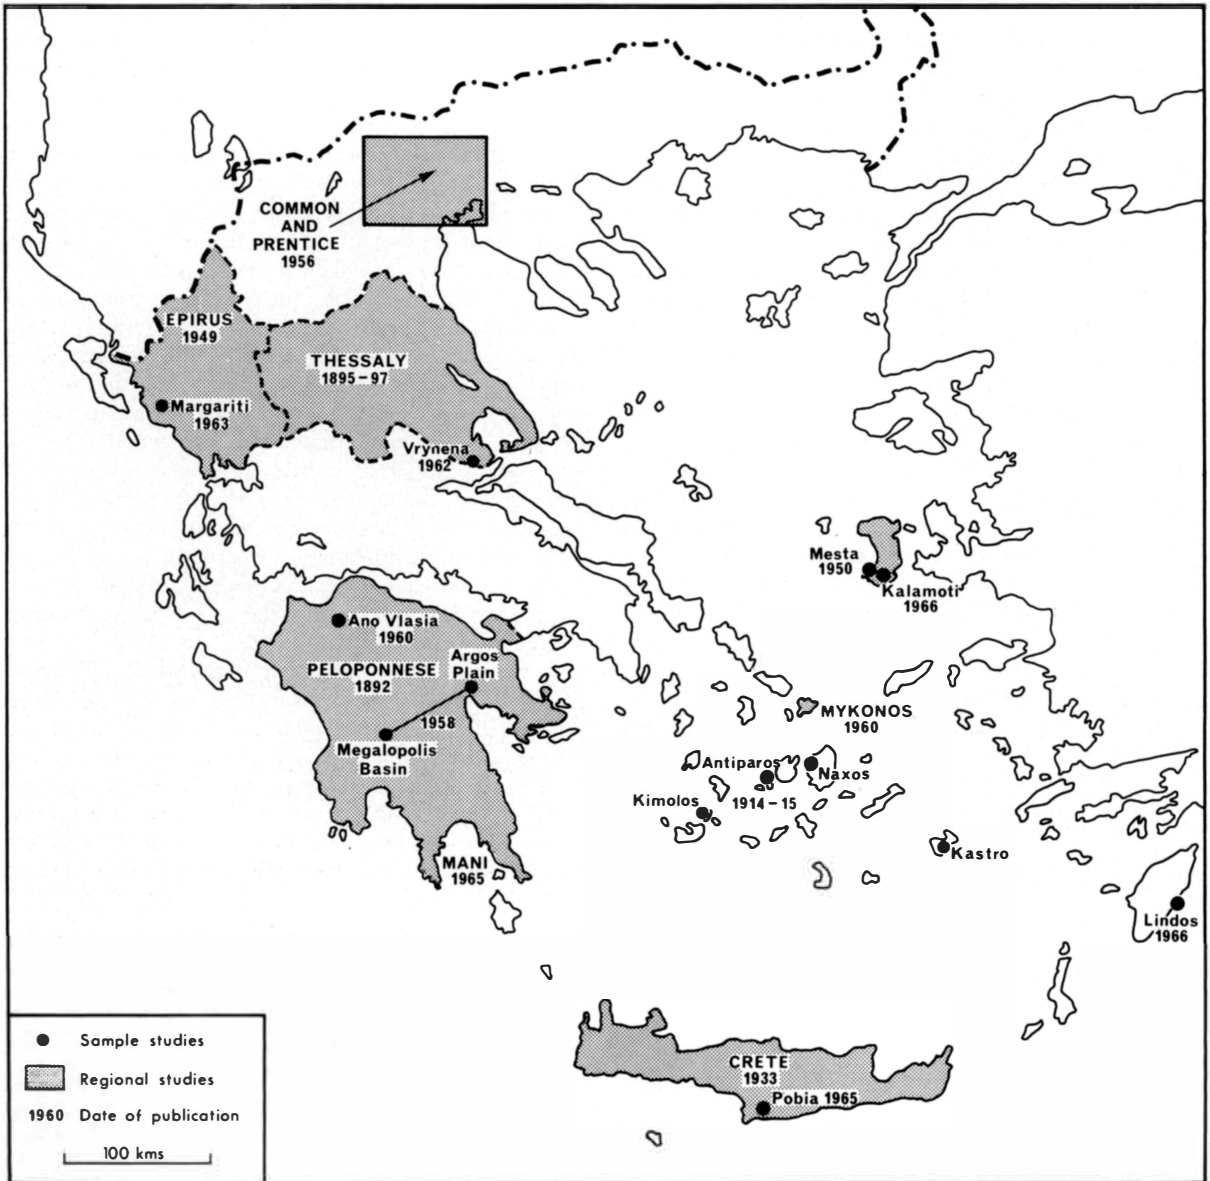 COMMON
AND
PRENTICE
1956
EPIRUS
1949
THESSALY
1895-97
Margariti
1963
Vrynena
1962
Mesta
1950
Kalamoti
1966
Ano Vlasia
1960
PELOPONNESE
1892
Argos
Plain
1958
Megalopolis
Basin
MYKONOS
1960
Antiparos
Naxos
1914-15
Kimolos
Kastro
MANI
1965
Lindos
1966
CRETE
1933
Pobia 1965
Sample studies
Regional studies
1960 Date of publication
100 kms